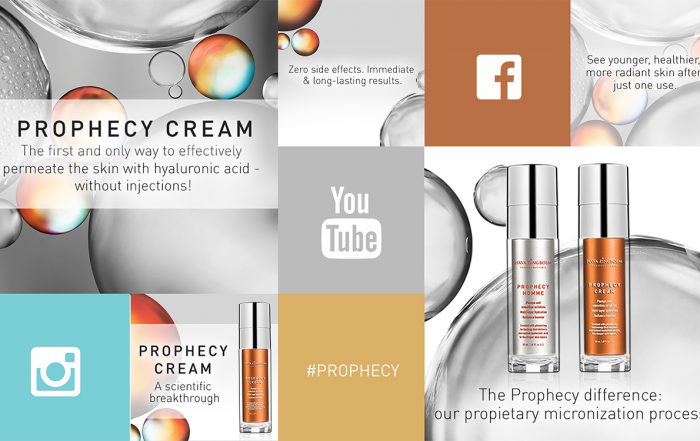 PROPHECY CREAM
The first and only way to effectively
permeate the skin with hyaluronic acid -
without injections!
Zero side effects. Immediate
& long-lasting results.
See younger, healthier,
more radiant skin after
just one use.
You
Tube
PROPHECY
CREAM
A scientific
breakthrough
#PROPHECY
PROPHECY
HOMME
PROPHECY
CREAM
The Prophecy difference:
our propietary micronization process